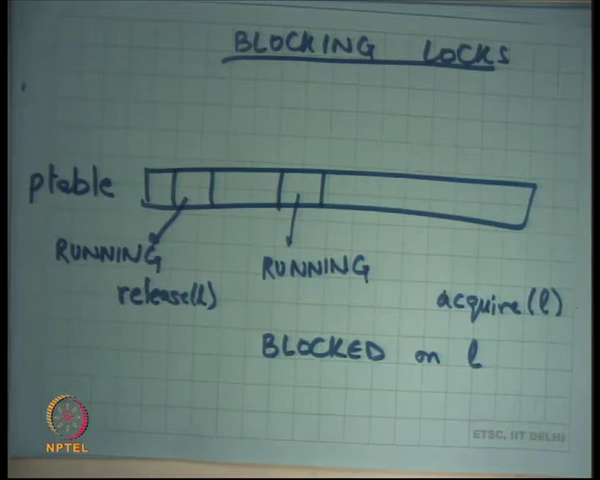 BLOCKING LOCKS
ptable
RUNNING
RUNNING
release(l)
acquire(l)
BLOCKED on l
NPTEL
ETSC, IIT DELHI